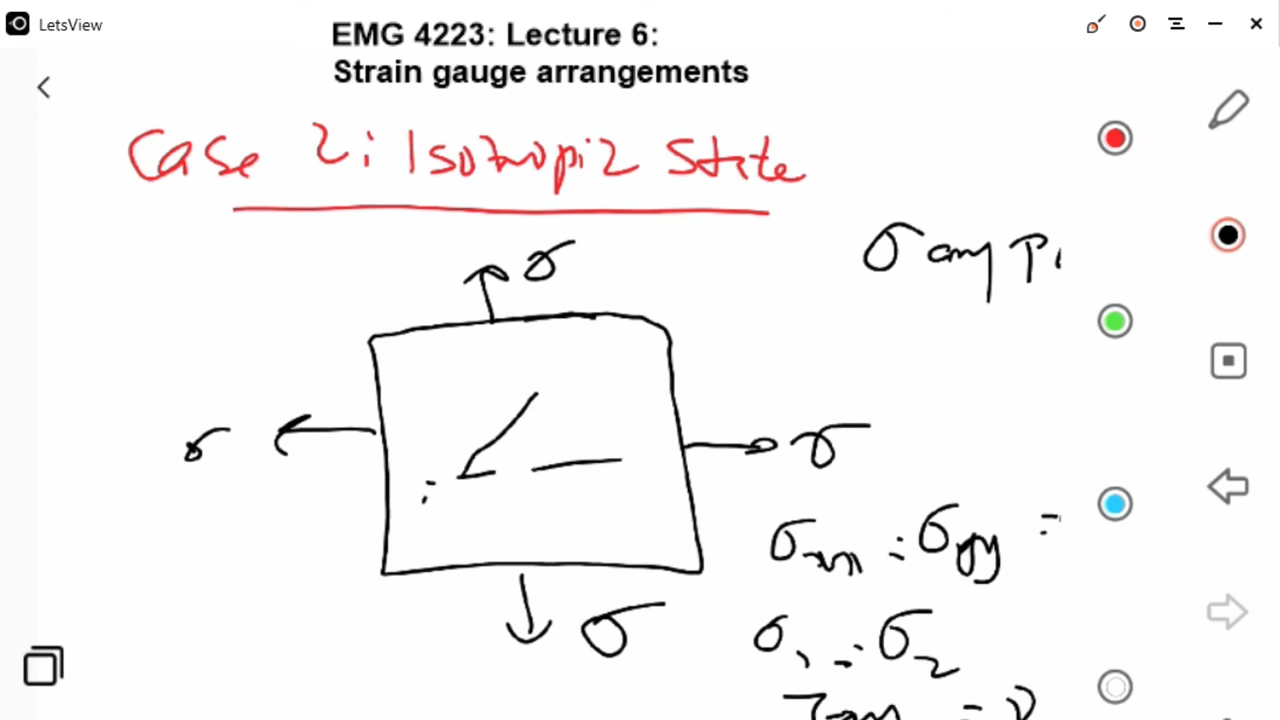 LetsView
EMG 4223: Lecture 6:
Strain gauge arrangements
Case 2: Isotropic State
σ any
σ
σ
σ
σxx = σyy =
σ1 = σ2
σ